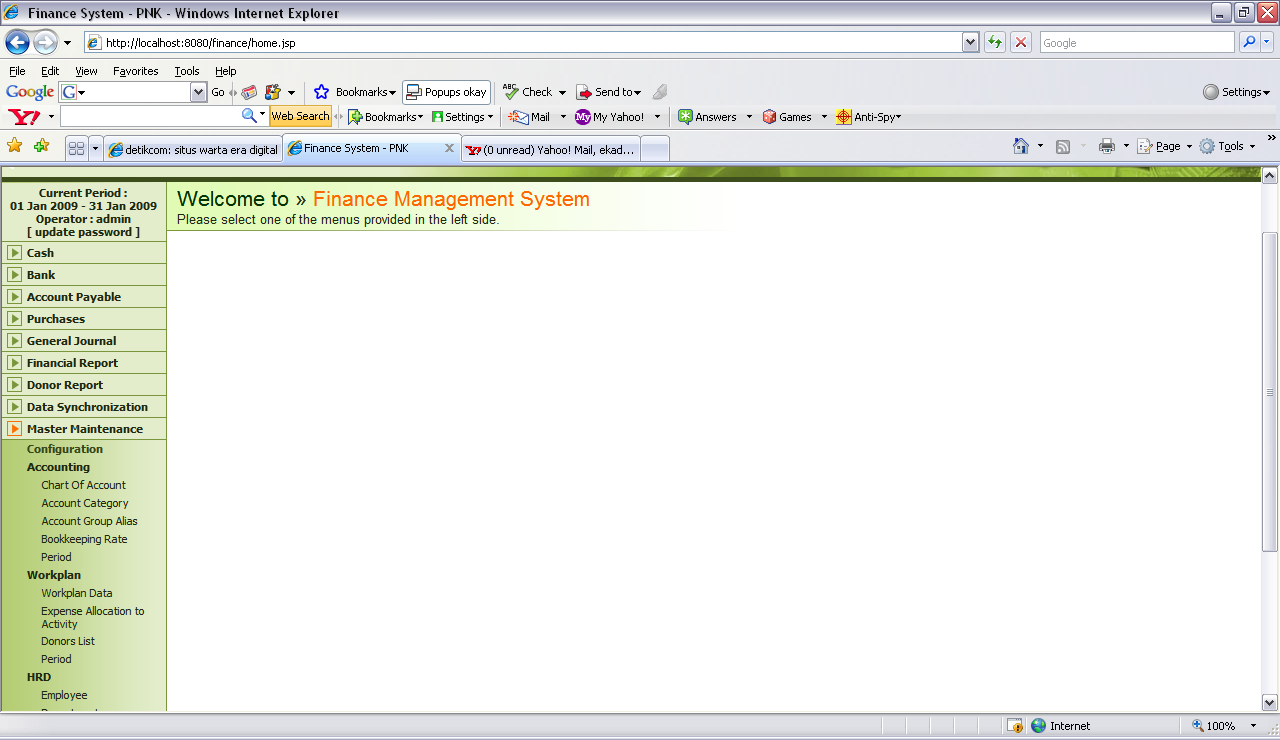 Finance System - PNK - Windows Internet Explorer
http://localhost:8080/finance/home.jsp
Google
File Edit View Favorites Tools Help
Google G Go Bookmarks Popups okay ABC Check Send to Settings
Y! Web Search Bookmarks Settings Mail My My Yahoo! Answers Games Anti-Spy
detikcom: situs warta era digital Finance System - PNK Y! (0 unread) Yahoo! Mail, ekad... Page Tools
Current Period :
01 Jan 2009 - 31 Jan 2009
Operator : admin
[ update password ]
Welcome to » Finance Management System
Please select one of the menus provided in the left side.
Cash
Bank
Account Payable
Purchases
General Journal
Financial Report
Donor Report
Data Synchronization
Master Maintenance
Configuration
Accounting
Chart Of Account
Account Category
Account Group Alias
Bookkeeping Rate
Period
Workplan
Workplan Data
Expense Allocation to
Activity
Donors List
Period
HRD
Employee
Internet 100%